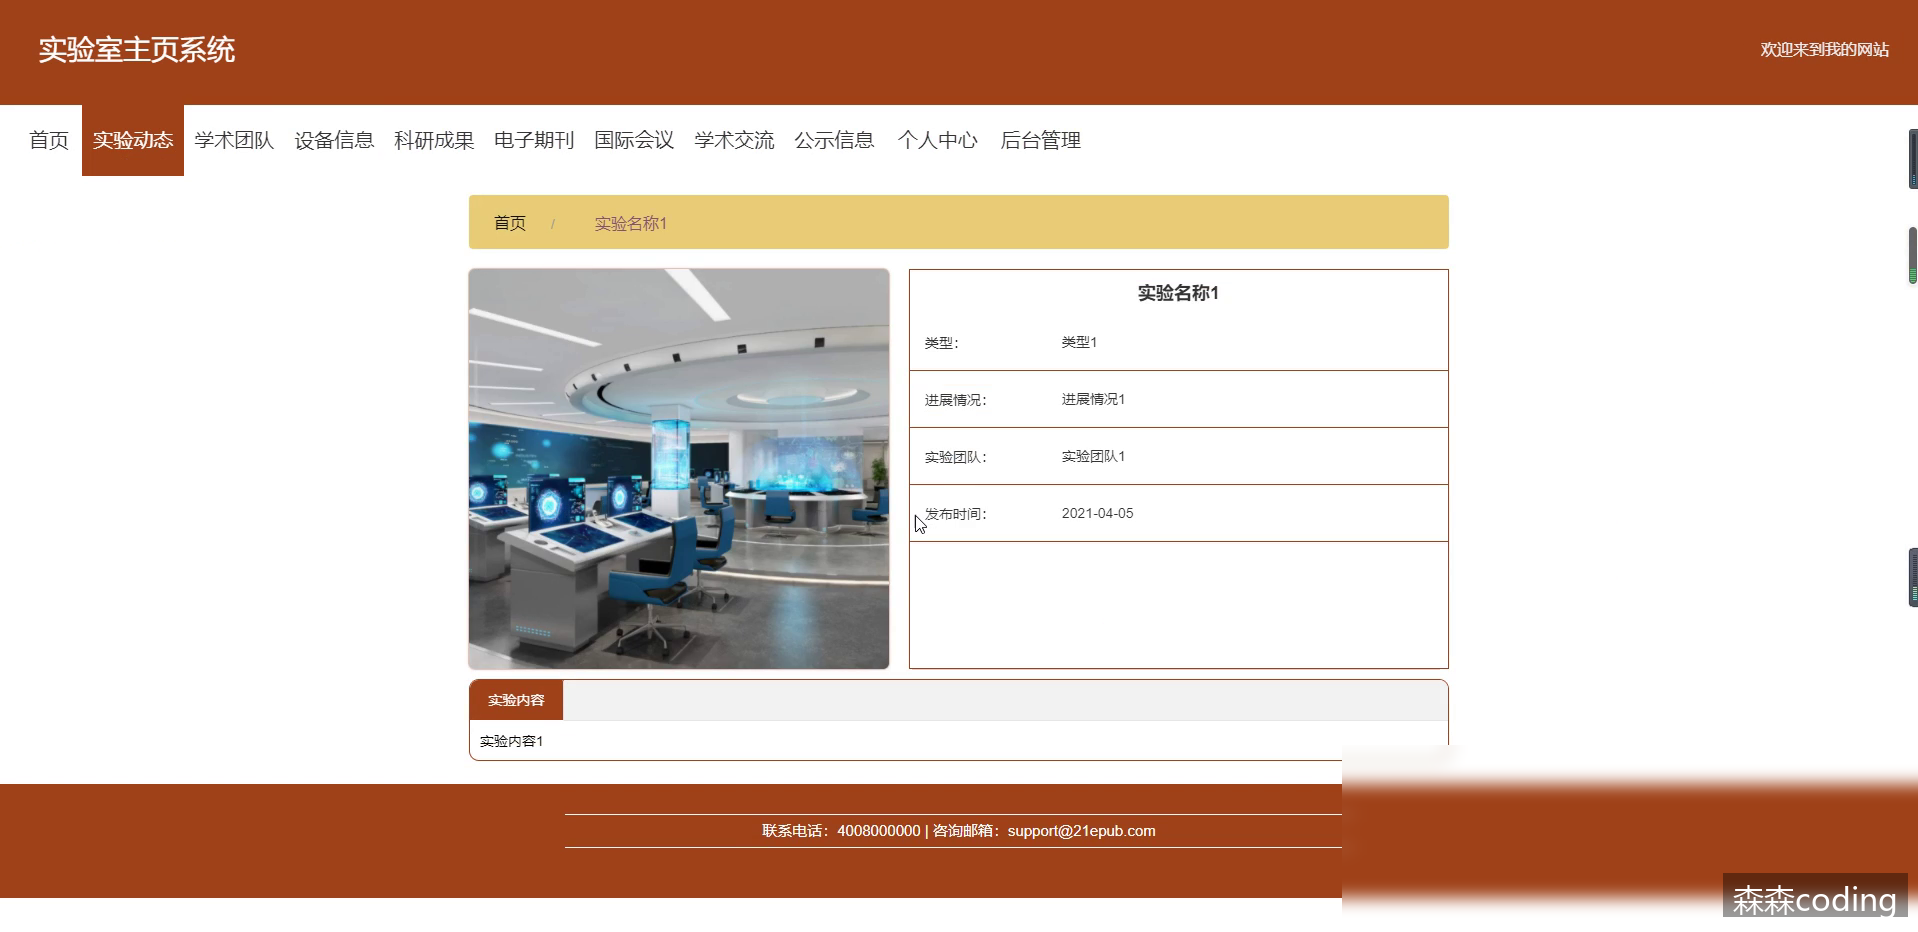 实验室主页系统
欢迎来到我的网站
首页 实验动态 学术团队 设备信息 科研成果 电子期刊 国际会议 学术交流 公示信息 个人中心 后台管理
首页 / 实验名称1
实验名称1
类型： 类型1
进展情况： 进展情况1
实验团队： 实验团队1
发布时间： 2021-04-05
实验内容
实验内容1
联系电话：4008000000 | 咨询邮箱：support@21epub.com
森森coding